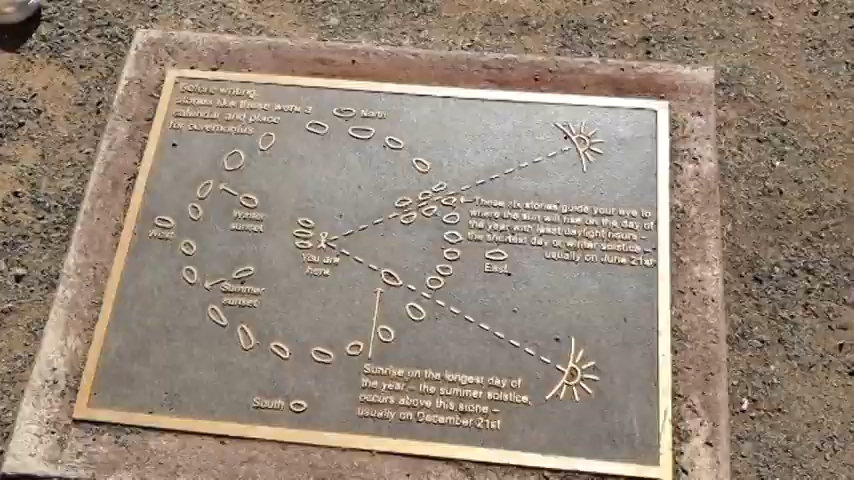 Before writing,
stones like these were a
calendar and place
for ceremonies
North
These six stones guide your eye to
where the sun will rise on the day of
the year with least daylight hours –
the shortest day or winter solstice –
usually on June 21st
Winter
sunset
West
You are
here
East
Summer
sunset
Sunrise on the longest day of
the year – the summer solstice,
occurs above this stone –
usually on December 21st
South